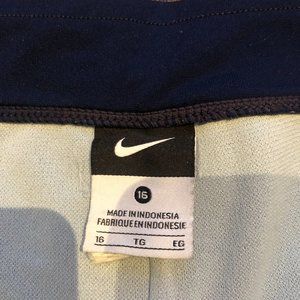 16
MADE IN INDONESIA
FABRIQUE EN INDONESIE
16 TG EG